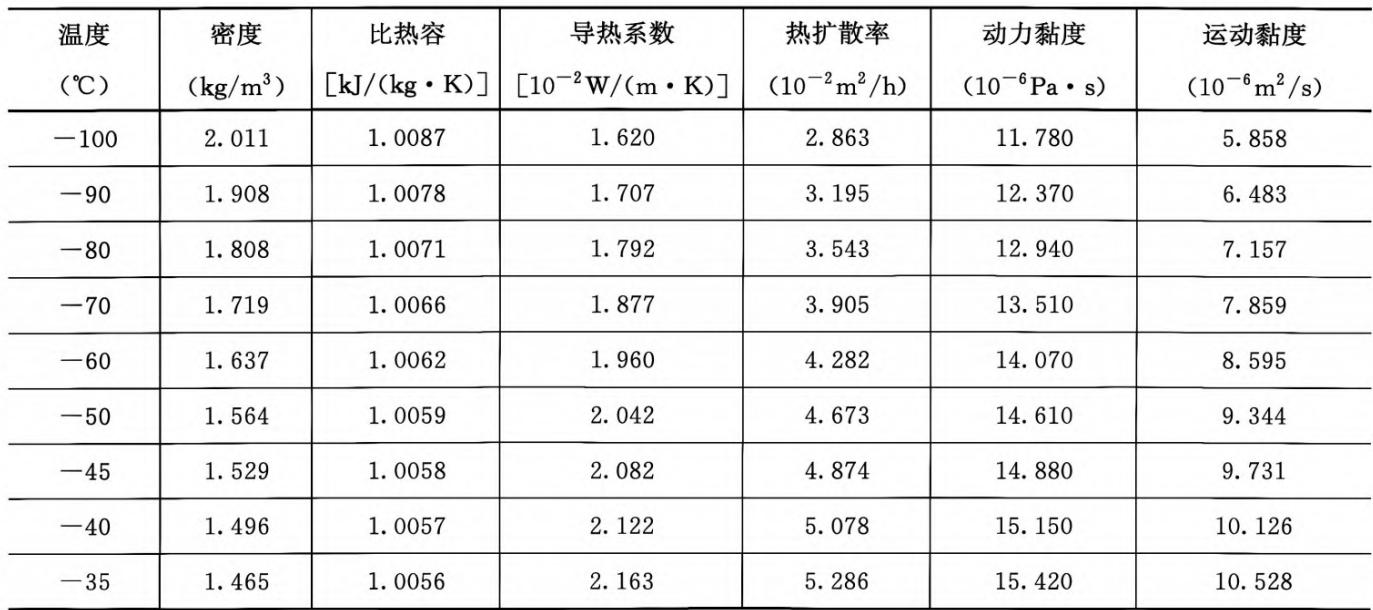 温度 密度 比热容 导热系数 热扩散率 动力黏度 运动黏度
(℃) (kg/m³) [kJ/(kg·K)] [10⁻²W/(m·K)] (10⁻²m²/h) (10⁻⁶Pa·s) (10⁻⁶m²/s)
—100 2.011 1.0087 1.620 2.863 11.780 5.858
—90 1.908 1.0078 1.707 3.195 12.370 6.483
—80 1.808 1.0071 1.792 3.543 12.940 7.157
—70 1.719 1.0066 1.877 3.905 13.510 7.859
—60 1.637 1.0062 1.960 4.282 14.070 8.595
—50 1.564 1.0059 2.042 4.673 14.610 9.344
—45 1.529 1.0058 2.082 4.874 14.880 9.731
—40 1.496 1.0057 2.122 5.078 15.150 10.126
—35 1.465 1.0056 2.163 5.286 15.420 10.528